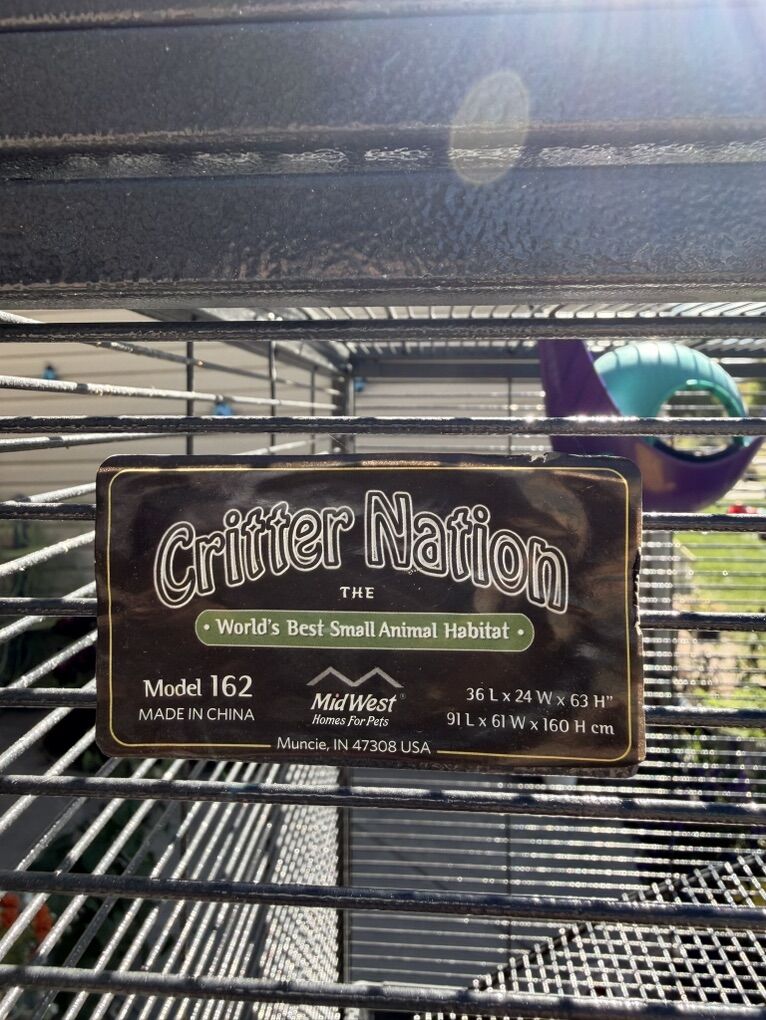 Critter Nation
THE
• World's Best Small Animal Habitat •
Model 162
MADE IN CHINA
MidWest®
Homes For Pets
36 L x 24 W x 63 H"
91 L x 61 W x 160 H cm
Muncie, IN 47308 USA